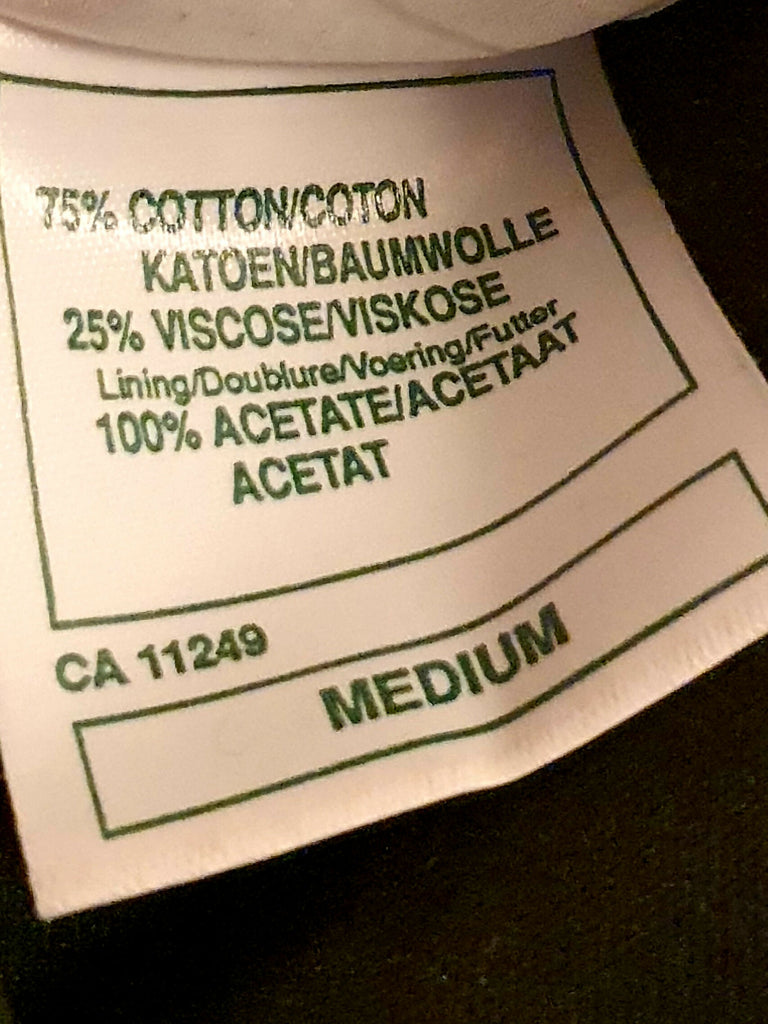 75% COTTON/COTON
KATOEN/BAUMWOLLE
25% VISCOSE/VISKOSE
Lining/Doublure/Voering/Futter
100% ACETATE/ACETAAT
ACETAT
CA 11249
MEDIUM